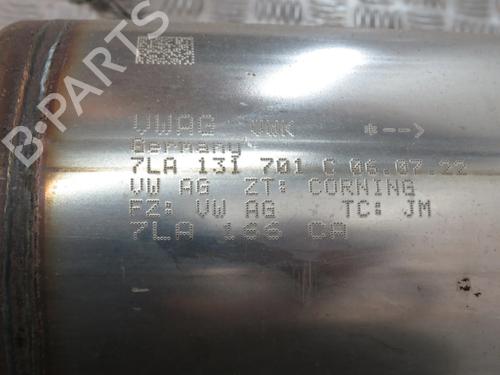 B-PARTS
VWAG VWK *-->
Germany
7LA 131 701 C 06.07.22
VW AG ZT: CORNING
FZ: VW AG TC: JM
7LA 166 CA